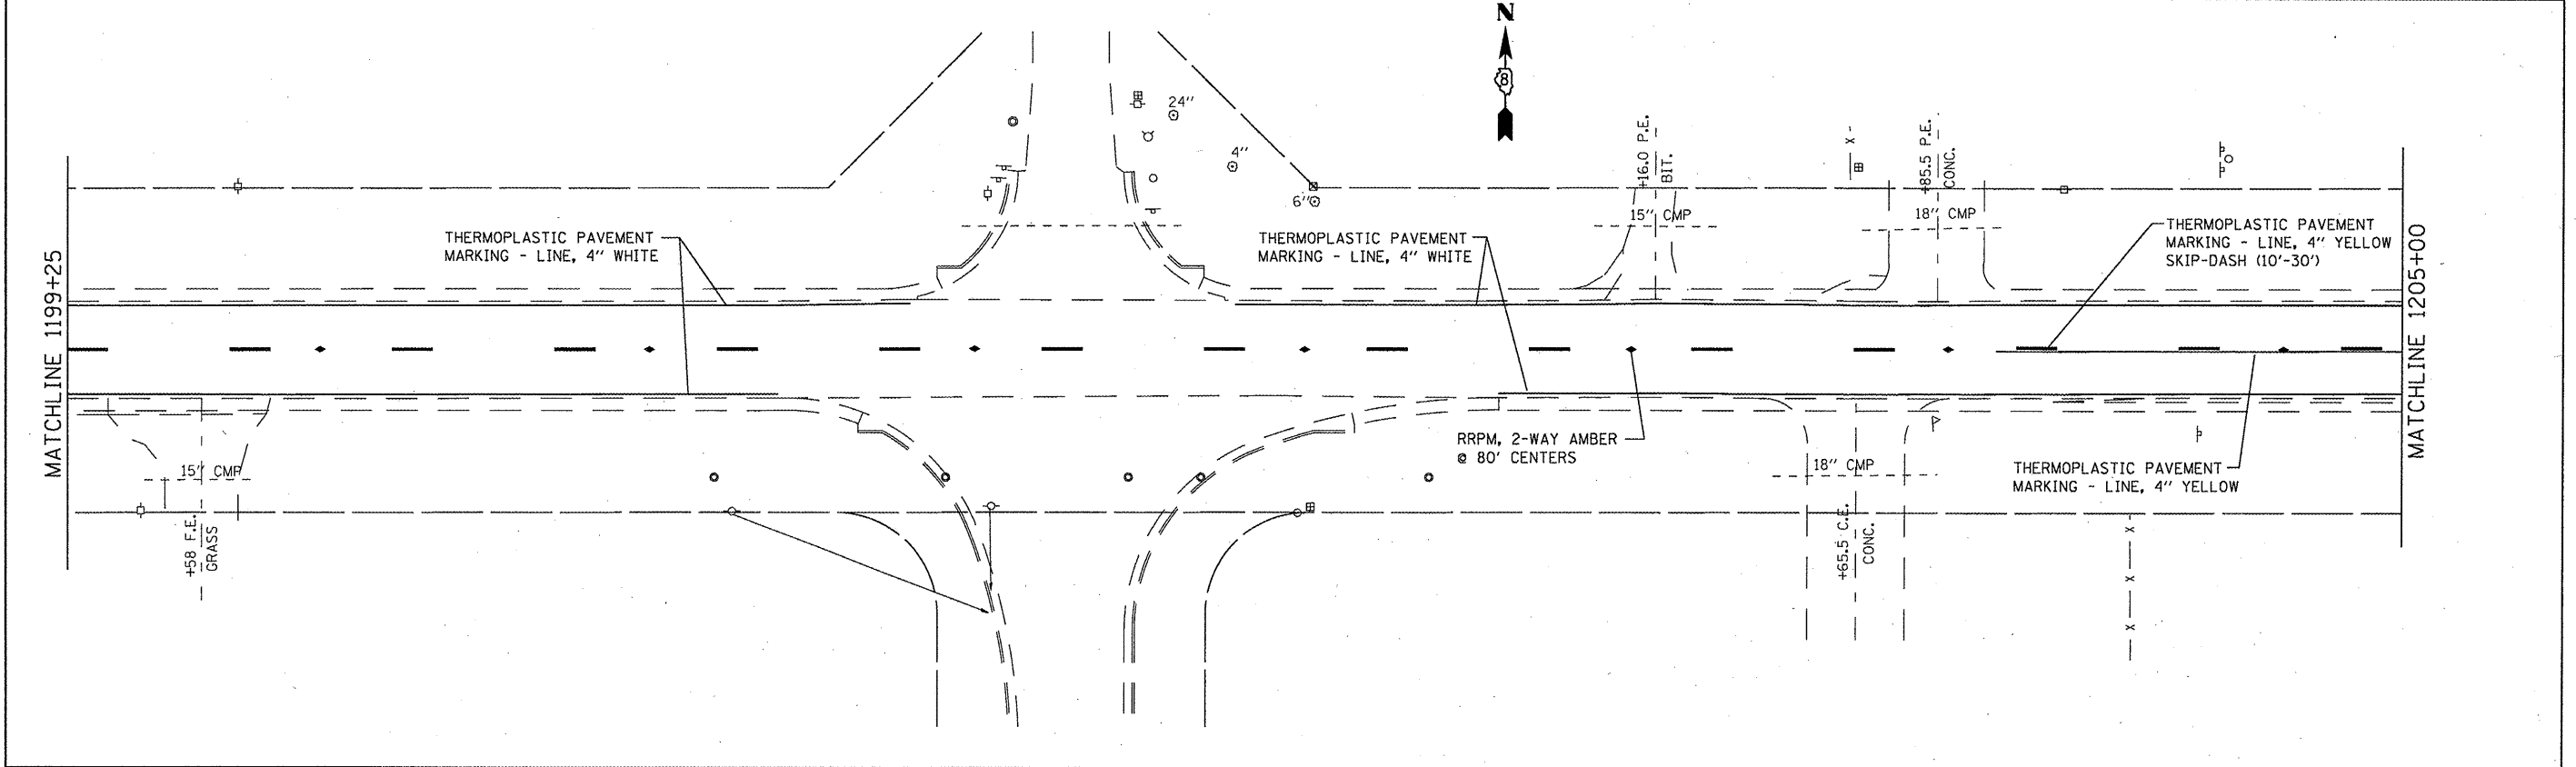 N
8
24"
4"
6"
+16.0 P.E.
BIT.
X
+85.5 P.E.
CONC.
15" CMP
18" CMP
THERMOPLASTIC PAVEMENT
MARKING - LINE, 4" WHITE
THERMOPLASTIC PAVEMENT
MARKING - LINE, 4" WHITE
THERMOPLASTIC PAVEMENT
MARKING - LINE, 4" YELLOW
SKIP-DASH (10'-30')
MATCHLINE 1199+25
MATCHLINE 1205+00
RRPM, 2-WAY AMBER
@ 80' CENTERS
15" CMP
18" CMP
THERMOPLASTIC PAVEMENT
MARKING - LINE, 4" YELLOW
+58 F.E.
GRASS
+65.5 C.E.
CONC.
X
X
X